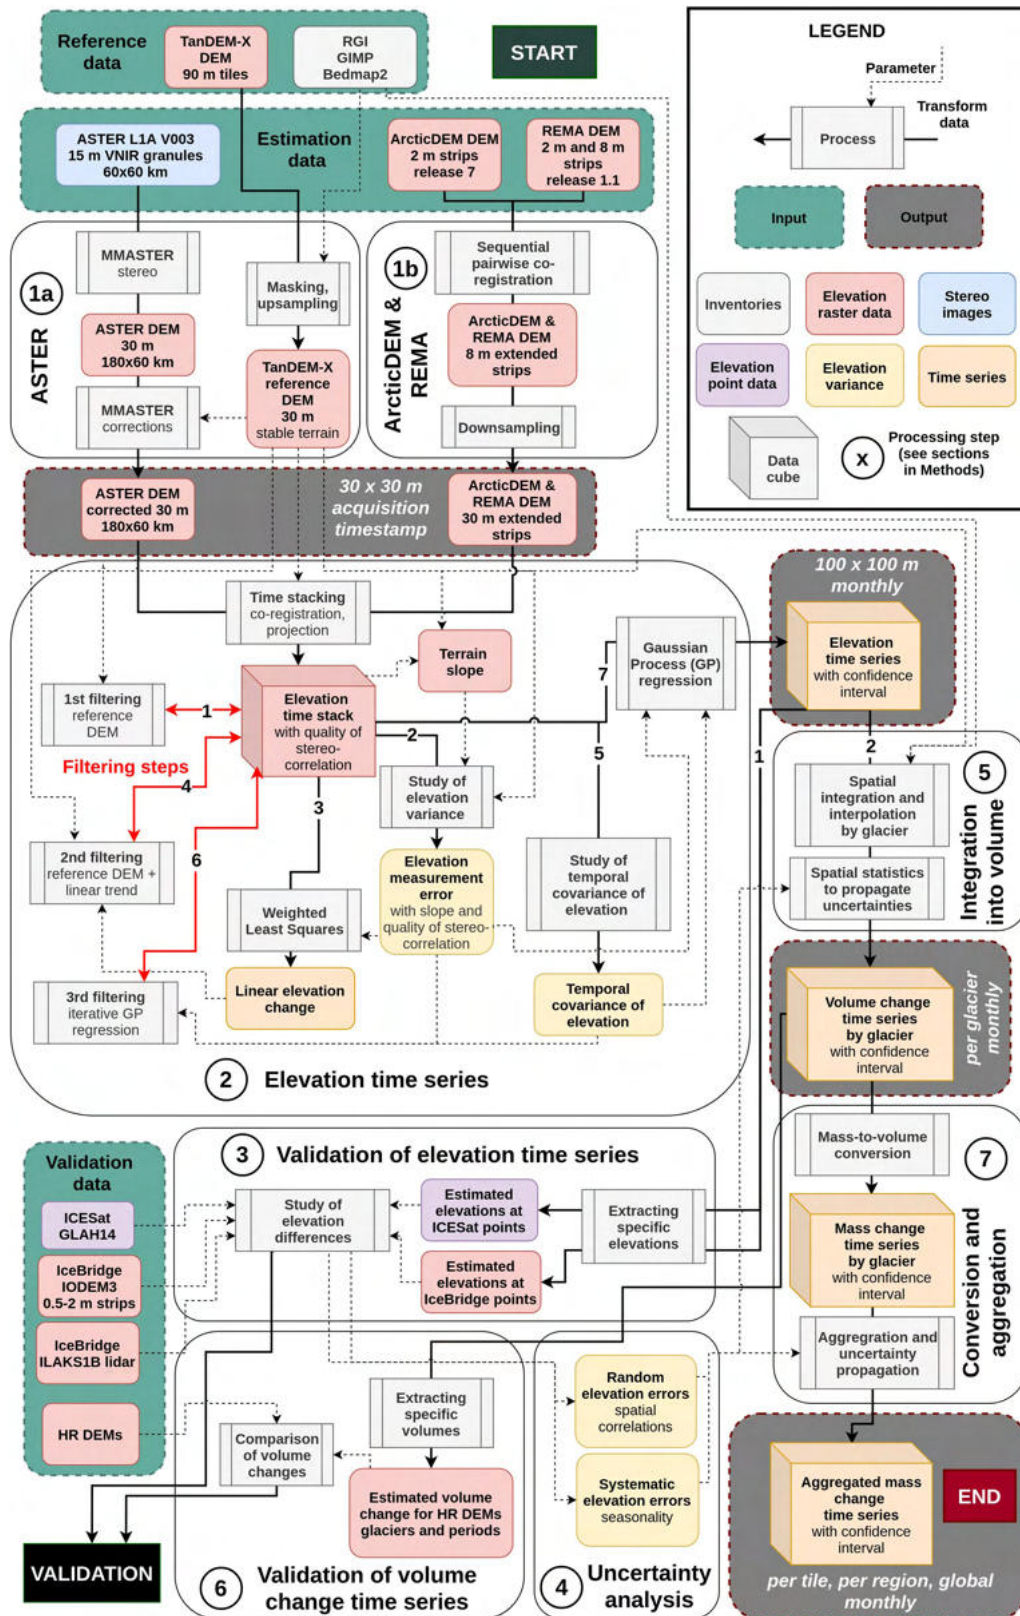 Reference
data
TanDEM-X
DEM
90 m tiles
RGI
GIMP
Bedmap2
START
ASTER L1A V003
15 m VNIR granules
60x60 km
Estimation
data
ArcticDEM DEM
2 m strips
release 7
REMA DEM
2 m and 8 m
strips
release 1.1
LEGEND
Parameter
Transform
data
Process
Input
Output
Inventories
Elevation
raster data
Stereo
images
Elevation
point data
Elevation
variance
Time series
Data
cube
X
Processing step
(see sections
in Methods)
1a
ASTER
MMASTER
stereo
ASTER DEM
30 m
180x60 km
MMASTER
corrections
Masking,
upsampling
TanDEM-X
reference
DEM
30 m
stable terrain
1b
ArcticDEM &
REMA
Sequential
pairwise co-
registration
ArcticDEM &
REMA DEM
8 m extended
strips
Downsampling
ASTER DEM
corrected 30 m
180x60 km
30 x 30 m
acquisition
timestamp
ArcticDEM &
REMA DEM
30 m extended
strips
Time stacking
co-registration,
projection
Terrain
slope
Gaussian
Process (GP)
regression
7
100 x 100 m
monthly
Elevation
time series
with confidence
interval
1st filtering
reference
DEM
1
Elevation
time stack
with quality of
stereo-
correlation
2
5
1
2
Filtering steps
4
3
6
Study of
elevation
variance
2nd filtering
reference DEM +
linear trend
Weighted
Least Squares
Elevation
measurement
error
with slope and
quality of stereo-
correlation
Study of
temporal
covariance of
elevation
3rd filtering
iterative GP
regression
Linear elevation
change
Temporal
covariance of
elevation
2
Elevation time series
5
Integration
into volume
Spatial
integration and
interpolation
by glacier
Spatial statistics
to propagate
uncertainties
Volume change
time series
by glacier
with confidence
interval
per glacier
monthly
3
Validation of elevation time series
Validation
data
ICESat
GLAH14
IceBridge
IODEM3
0.5-2 m strips
IceBridge
ILAKS1B lidar
HR DEMs
Study of
elevation
differences
Estimated
elevations at
ICESat points
Estimated
elevations at
IceBridge points
Extracting
specific
elevations
7
Conversion and
aggregation
Mass-to-volume
conversion
Mass change
time series
by glacier
with confidence
interval
Aggregration and
uncertainty
propagation
Comparison
of volume
changes
Extracting
specific
volumes
Estimated volume
change for HR DEMs
glaciers and periods
Random
elevation errors
spatial
correlations
Systematic
elevation errors
seasonality
VALIDATION
6
Validation of volume
change time series
4
Uncertainty
analysis
Aggregated mass
change
time series
with confidence
interval
END
per tile, per region, global
monthly